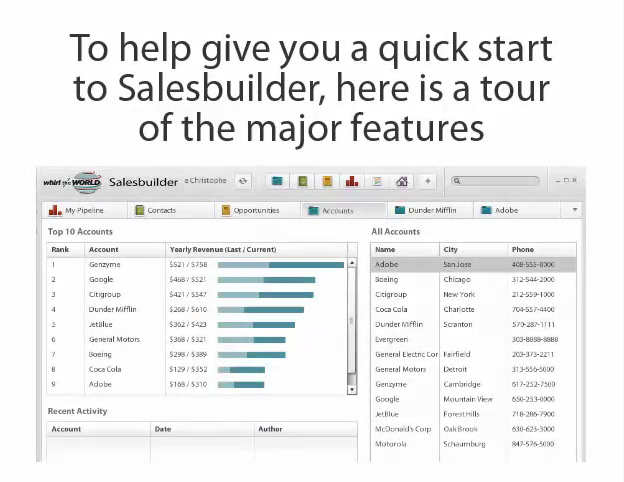 To help give you a quick start
to Salesbuilder, here is a tour
of the major features
whirl the WORLD Salesbuilder Christophe
My Pipeline Contacts Opportunities Accounts Dunder Mifflin Adobe
Top 10 Accounts All Accounts
Rank Account Yearly Revenue (Last / Current) Name City Phone
1 Genzyme $521 / $758 Adobe San Jose 408-555-8000
2 Google $468 / $521 Boeing Chicago 312-544-2000
3 Citigroup $421 / $547 Citigroup New York 212-559-1000
4 Dunder Mifflin $268 / $610 Coca Cola Charlotte 704-557-4400
5 JetBlue $362 / $423 Dunder Mifflin Scranton 570-287-1111
6 General Motors $368 / $321 Evergreen 303-8888-8888
7 Boeing $298 / $389 General Electric Cor Fairfield 203-373-2211
8 Coca Cola $129 / $352 General Motors Detroit 313-556-5000
9 Adobe $168 / $310 Genzyme Cambridge 617-252-7500
Google Mountain View 650-253-0000
Recent Activity JetBlue Forest Hills 718-286-7900
Account Date Author McDonald's Corp Oak Brook 630-623-3000
Motorola Schaumburg 847-576-5000